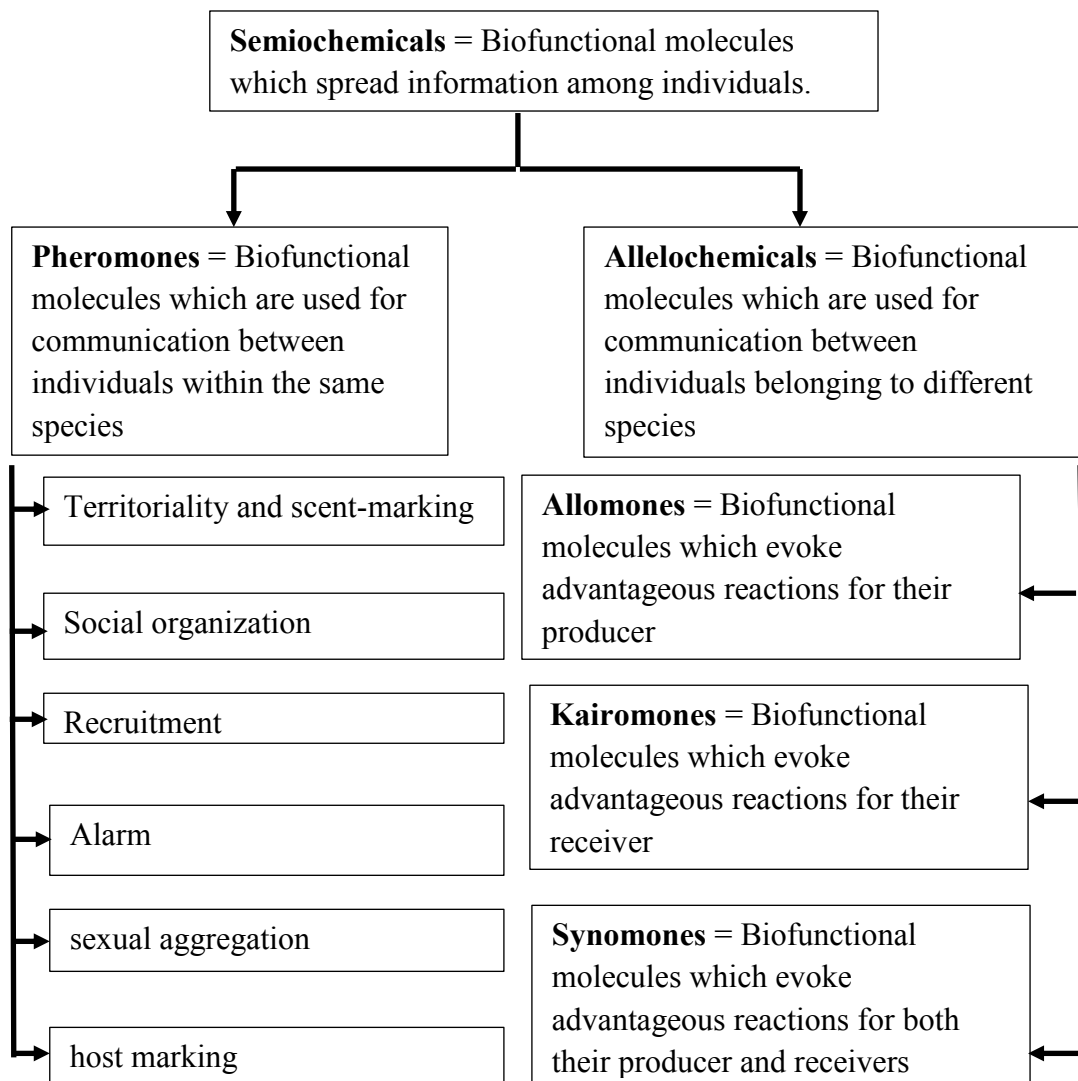 Semiochemicals = Biofunctional molecules
which spread information among individuals.
Pheromones = Biofunctional
molecules which are used for
communication between
individuals within the same
species
Allelochemicals = Biofunctional
molecules which are used for
communication between
individuals belonging to different
species
Territoriality and scent-marking
Social organization
Recruitment
Alarm
sexual aggregation
host marking
Allomones = Biofunctional
molecules which evoke
advantageous reactions for their
producer
Kairomones = Biofunctional
molecules which evoke
advantageous reactions for their
receiver
Synomones = Biofunctional
molecules which evoke
advantageous reactions for both
their producer and receivers